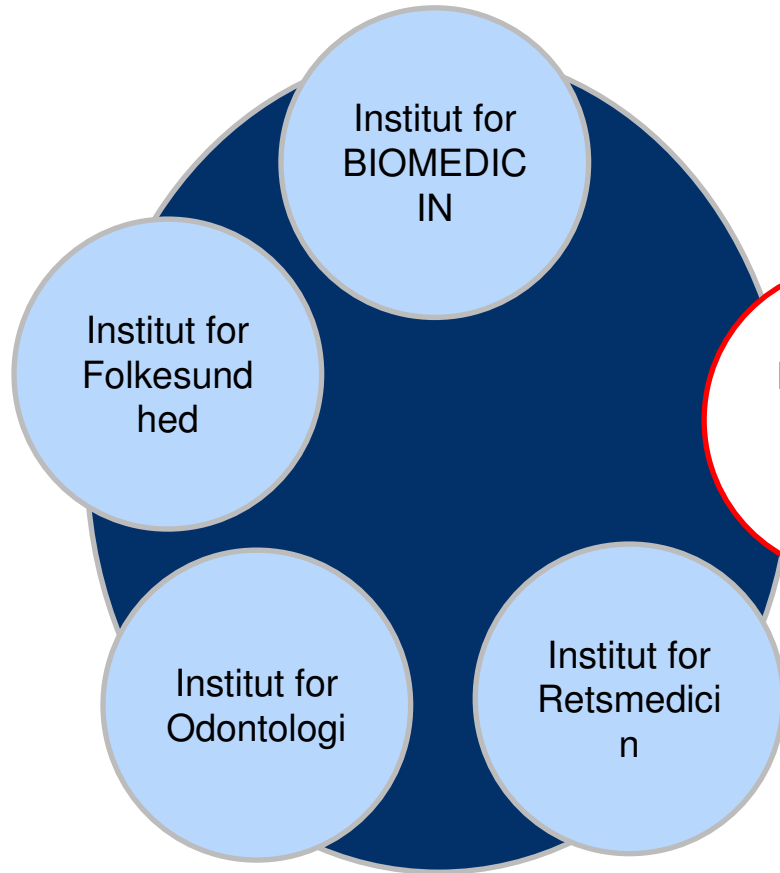 Institut for
BIOMEDIC
IN
Institut for
Folkesund
hed
Institut for
Odontologi
Institut for
Retsmedici
n